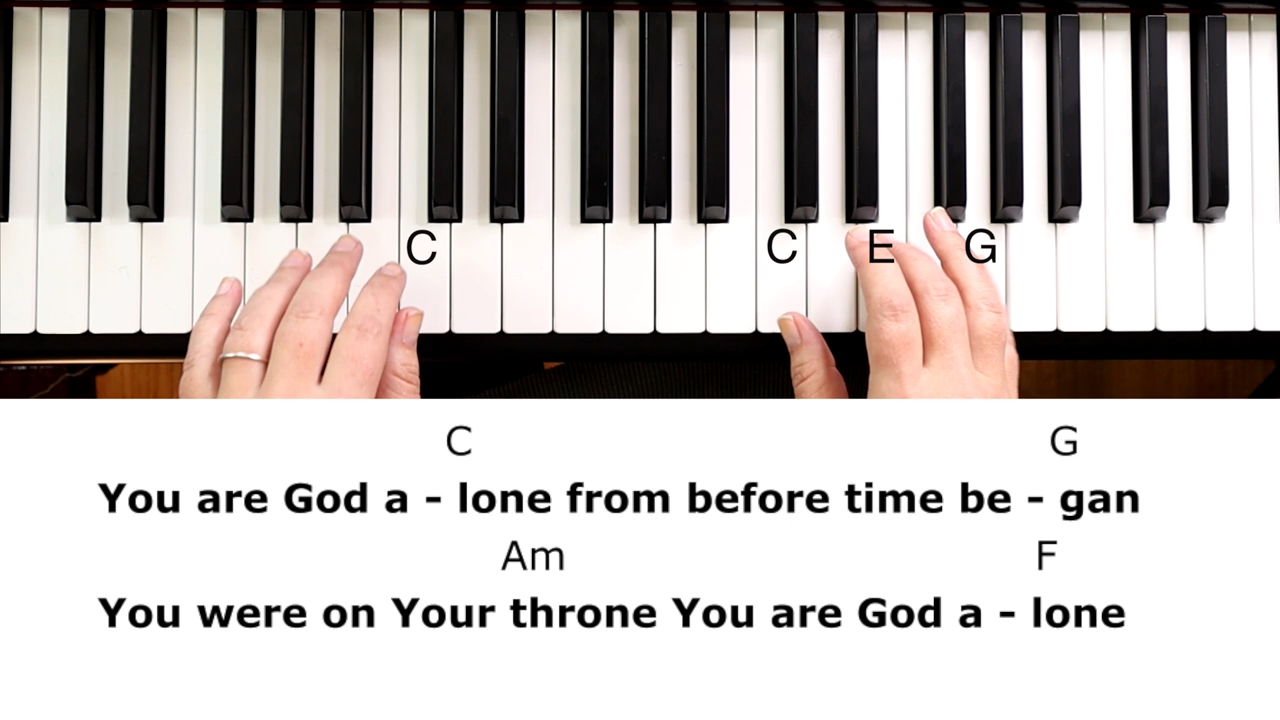 C C E G
C G
You are God a - lone from before time be - gan
Am F
You were on Your throne You are God a - lone